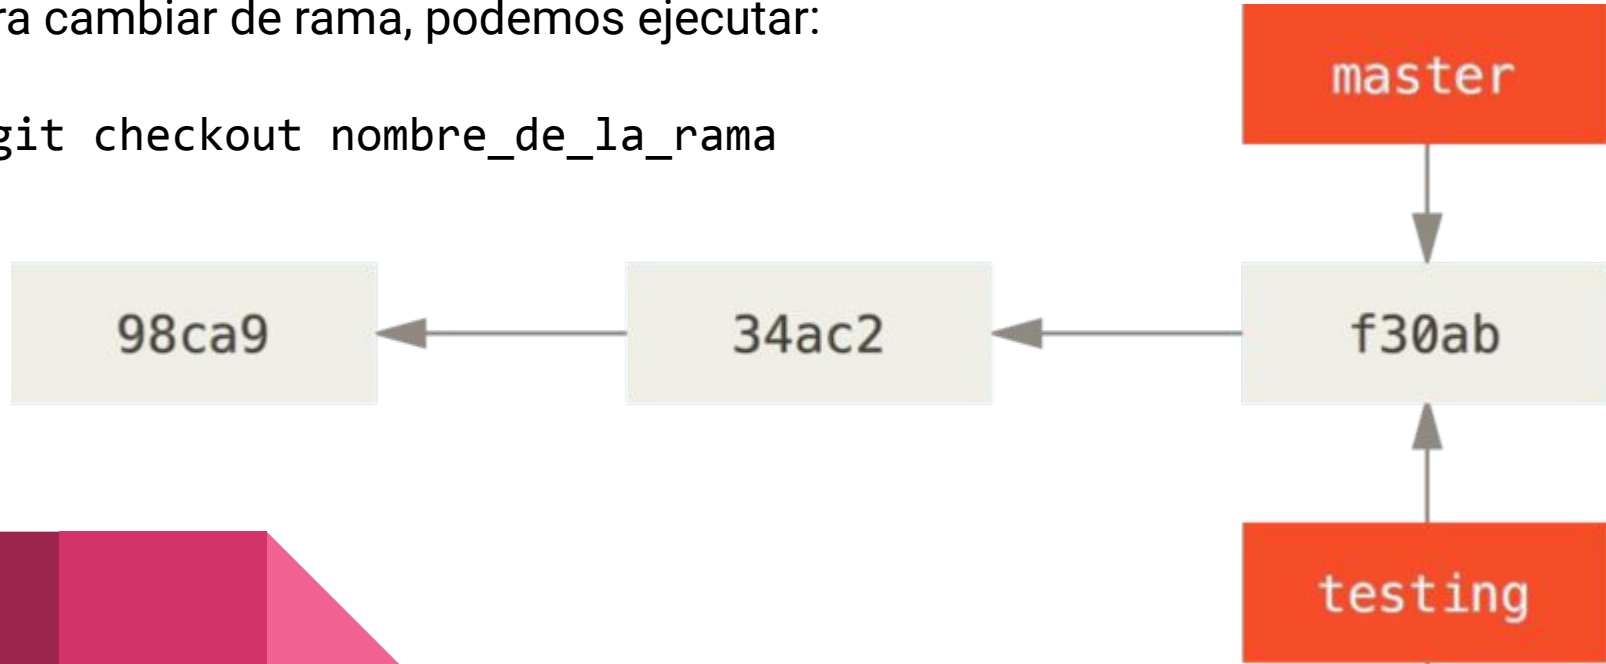 ra cambiar de rama, podemos ejecutar:
git checkout nombre_de_la_rama
master
98ca9 34ac2 f30ab
testing